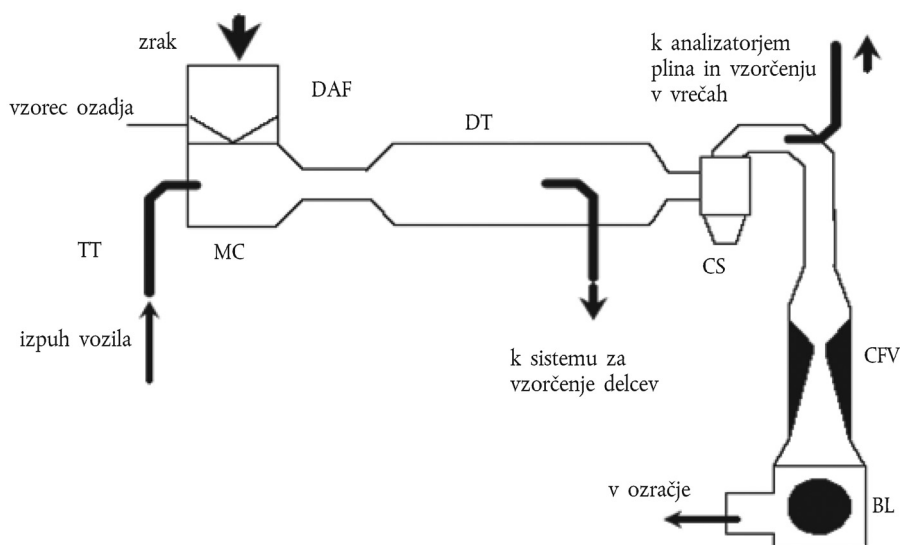 zrak
DAF
vzorec ozadja
k analizatorjem
plina in vzorčenju
v vrečah
DT
TT
MC
CS
izpuh vozila
k sistemu za
vzorčenje delcev
CFV
v ozračje
BL